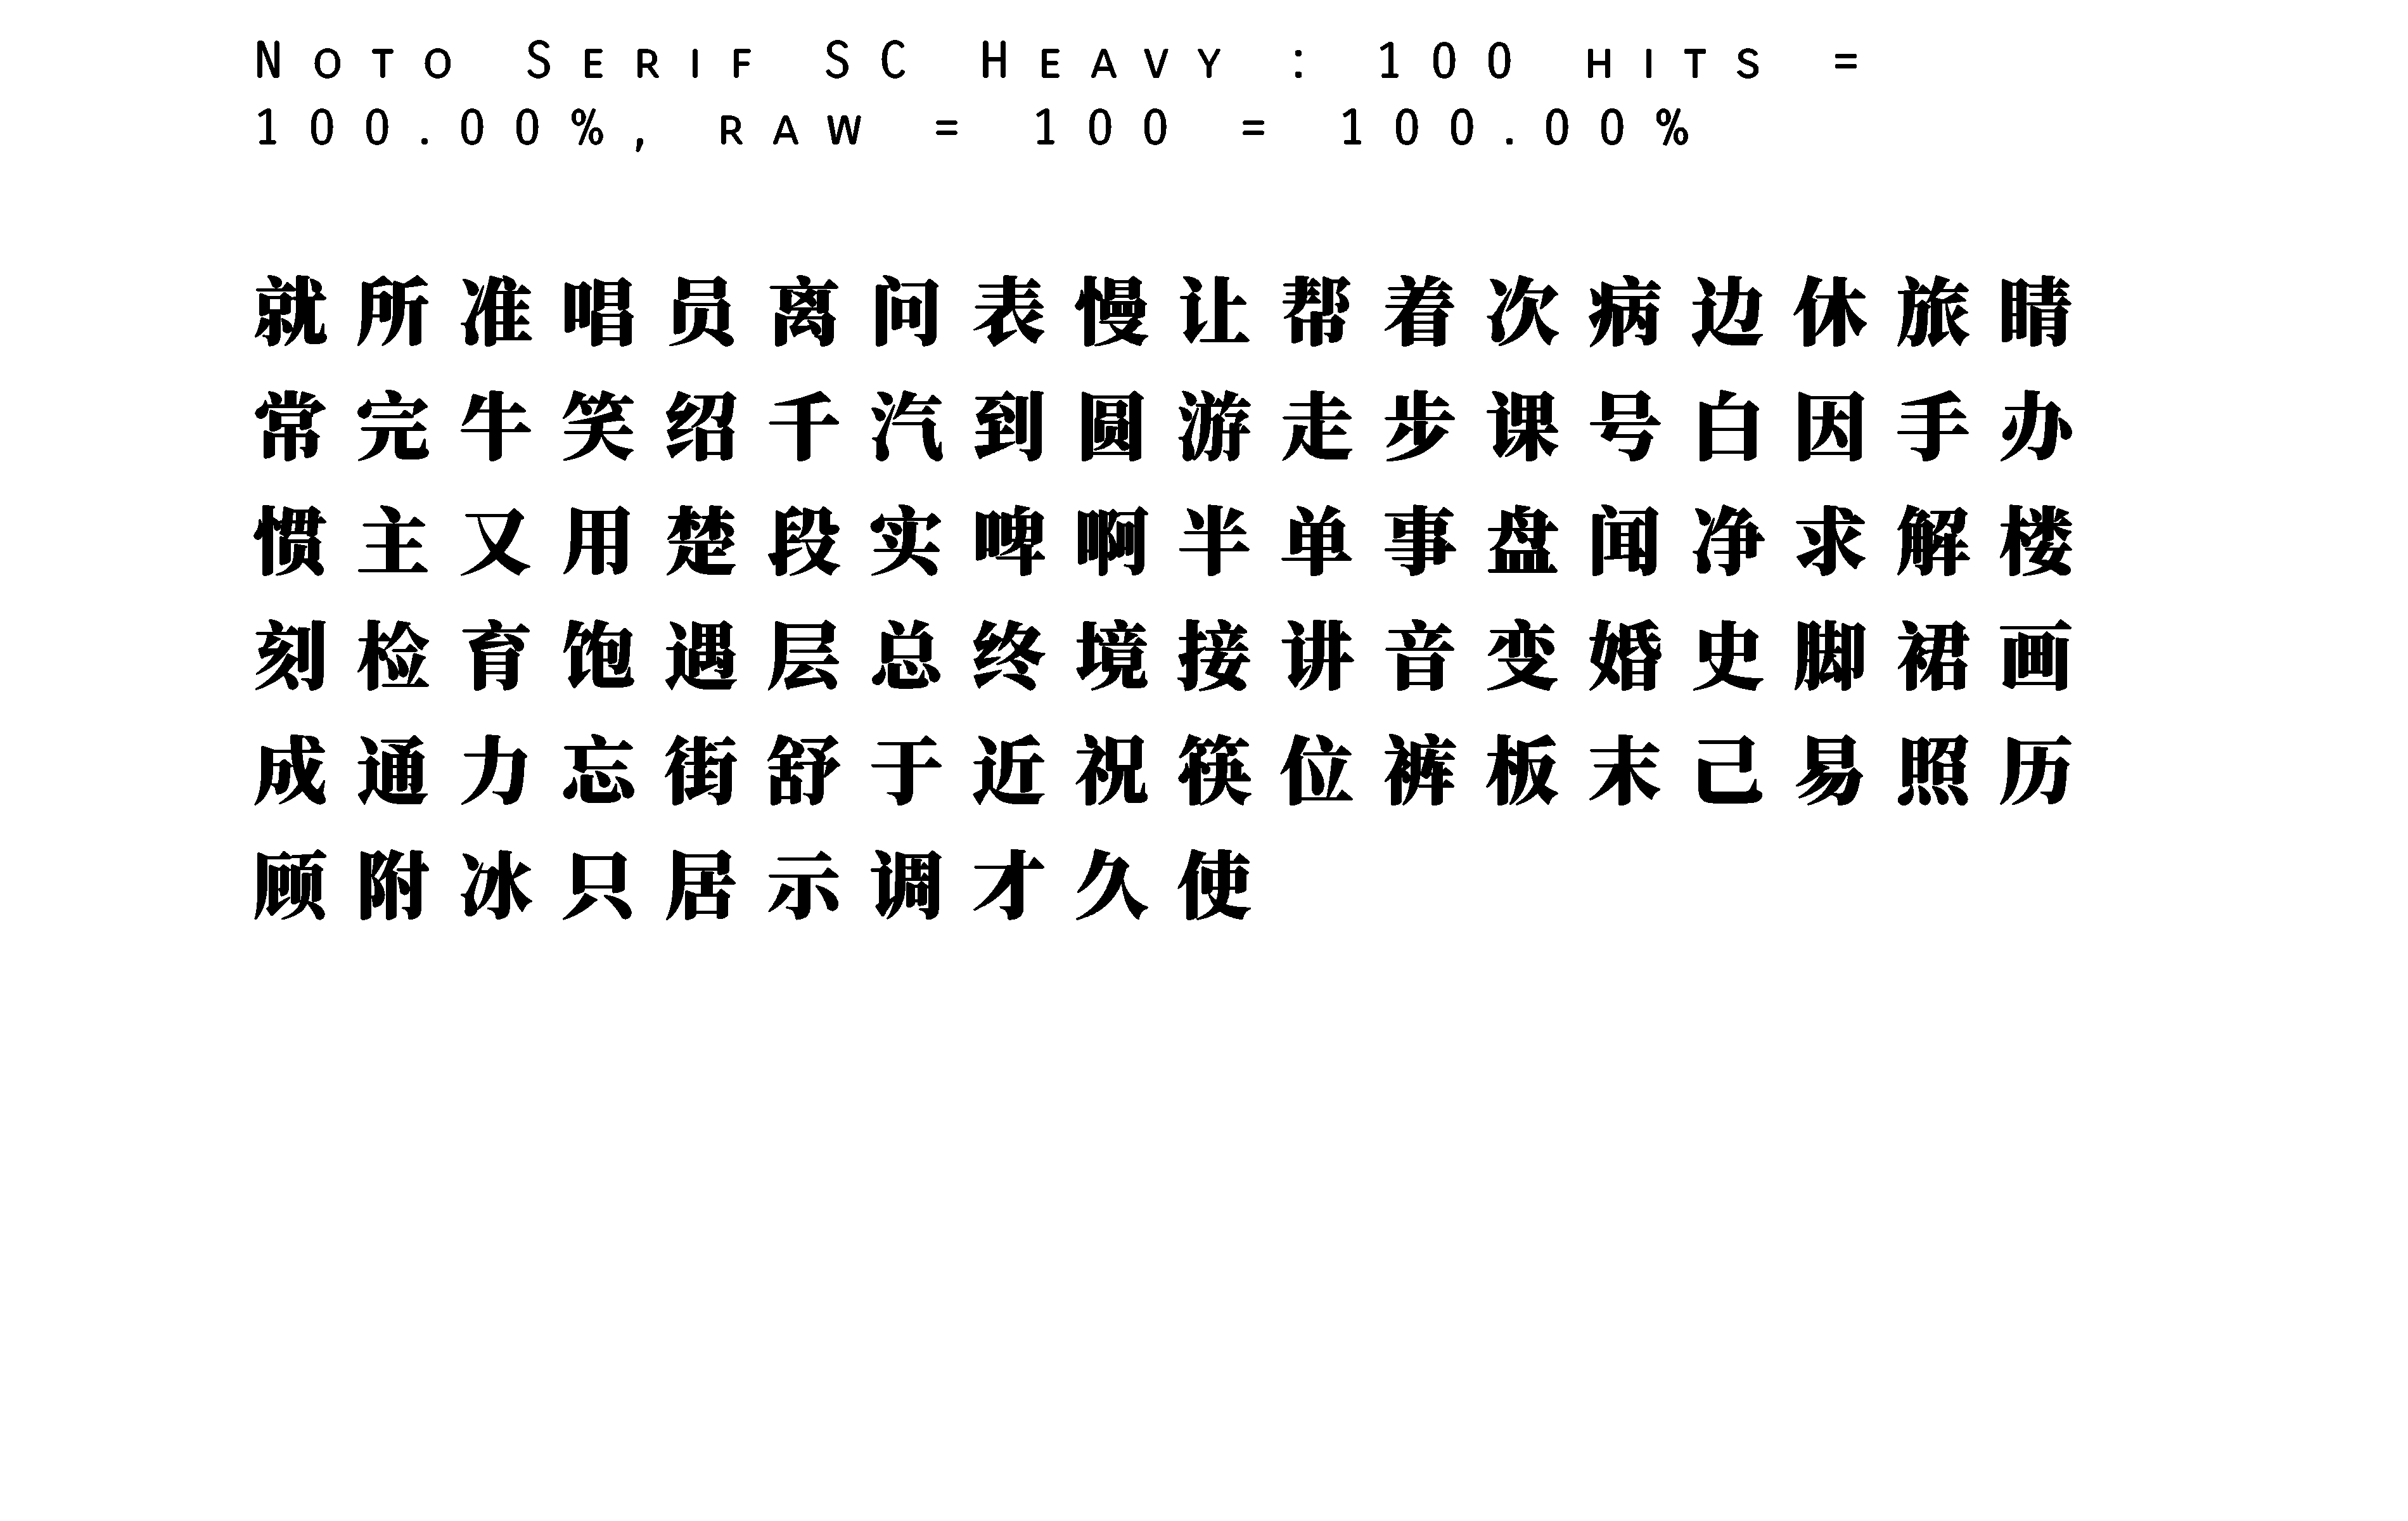 Noto Serif SC Heavy : 100 hits =
100.00%, raw = 100 = 100.00%
就所准唱员离问表慢让帮着次病边休旅睛
常完牛笑绍千汽到圆游走步课号白因手办
惯主又用楚段实啤啊半单事盘闻净求解楼
刻检育饱遇层总终境接讲音变婚史脚裙画
成通力忘街舒于近祝筷位裤板末己易照历
顾附冰只居示调才久使